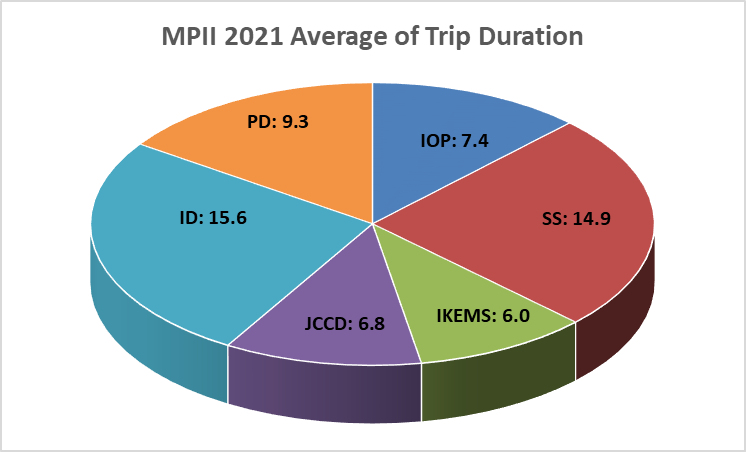 MPII 2021 Average of Trip Duration
PD: 9.3
IOP: 7.4
ID: 15.6
SS: 14.9
JCCD: 6.8
IKEMS: 6.0